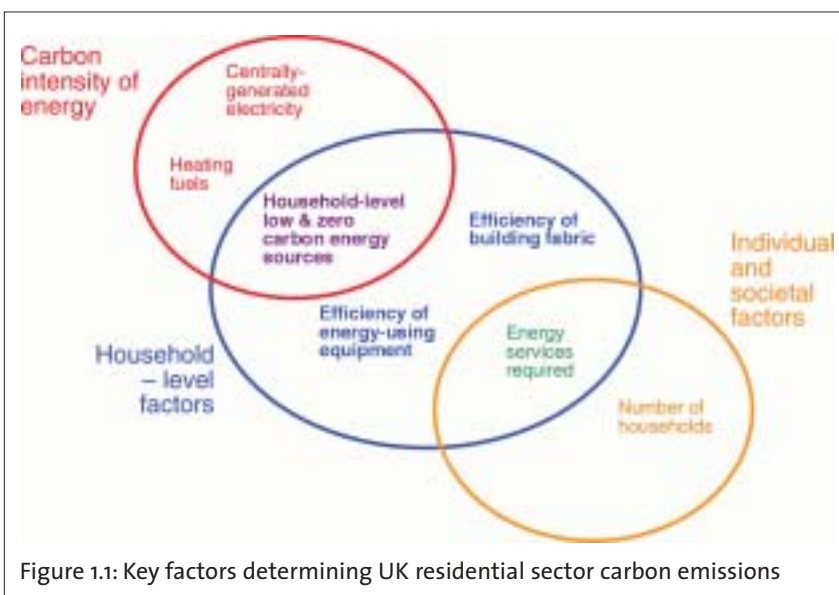 Carbon
intensity of
energy
Centrally-
generated
electricity
Heating
fuels
Household-level
low & zero
carbon energy
sources
Efficiency of
building fabric
Individual
and
societal
factors
Efficiency of
energy-using
equipment
Energy
services
required
Household
– level
factors
Number of
households
Figure 1.1: Key factors determining UK residential sector carbon emissions